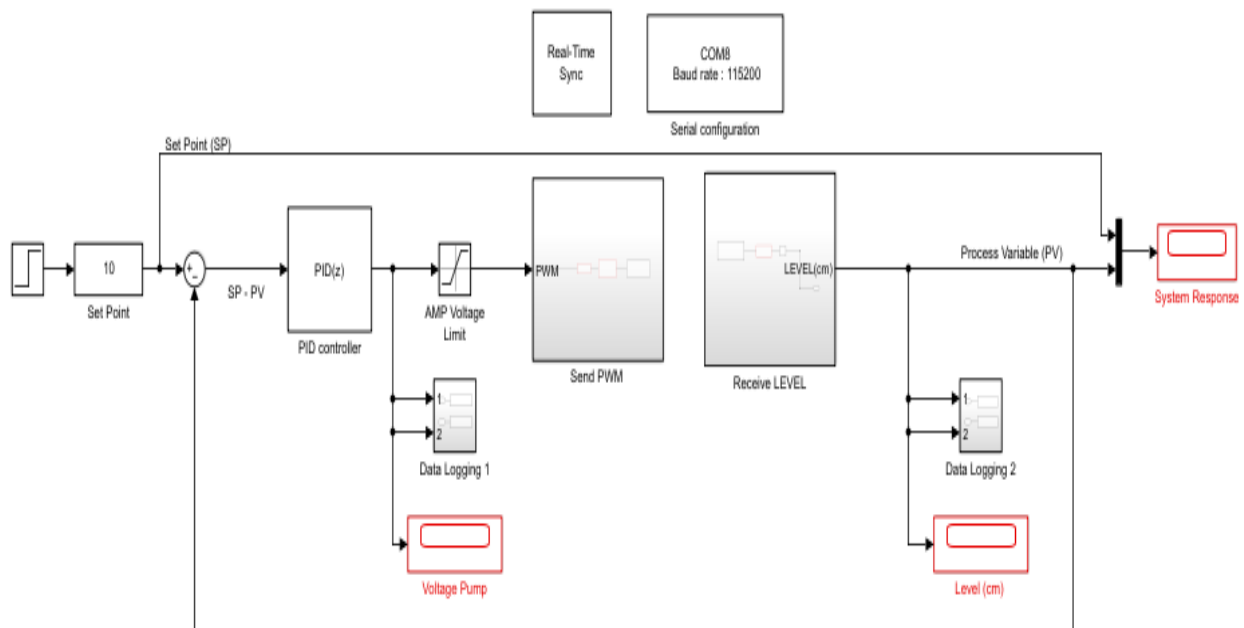 Real-Time
Sync
COM8
Baud rate : 115200
Serial configuration
Set Point (SP)
10
Set Point
+
-
SP - PV
PID(z)
PID controller
AMP Voltage
Limit
PWM
Send PWM
LEVEL(cm)
Receive LEVEL
Process Variable (PV)
System Response
1
2
Data Logging 1
Voltage Pump
1
2
Data Logging 2
Level (cm)